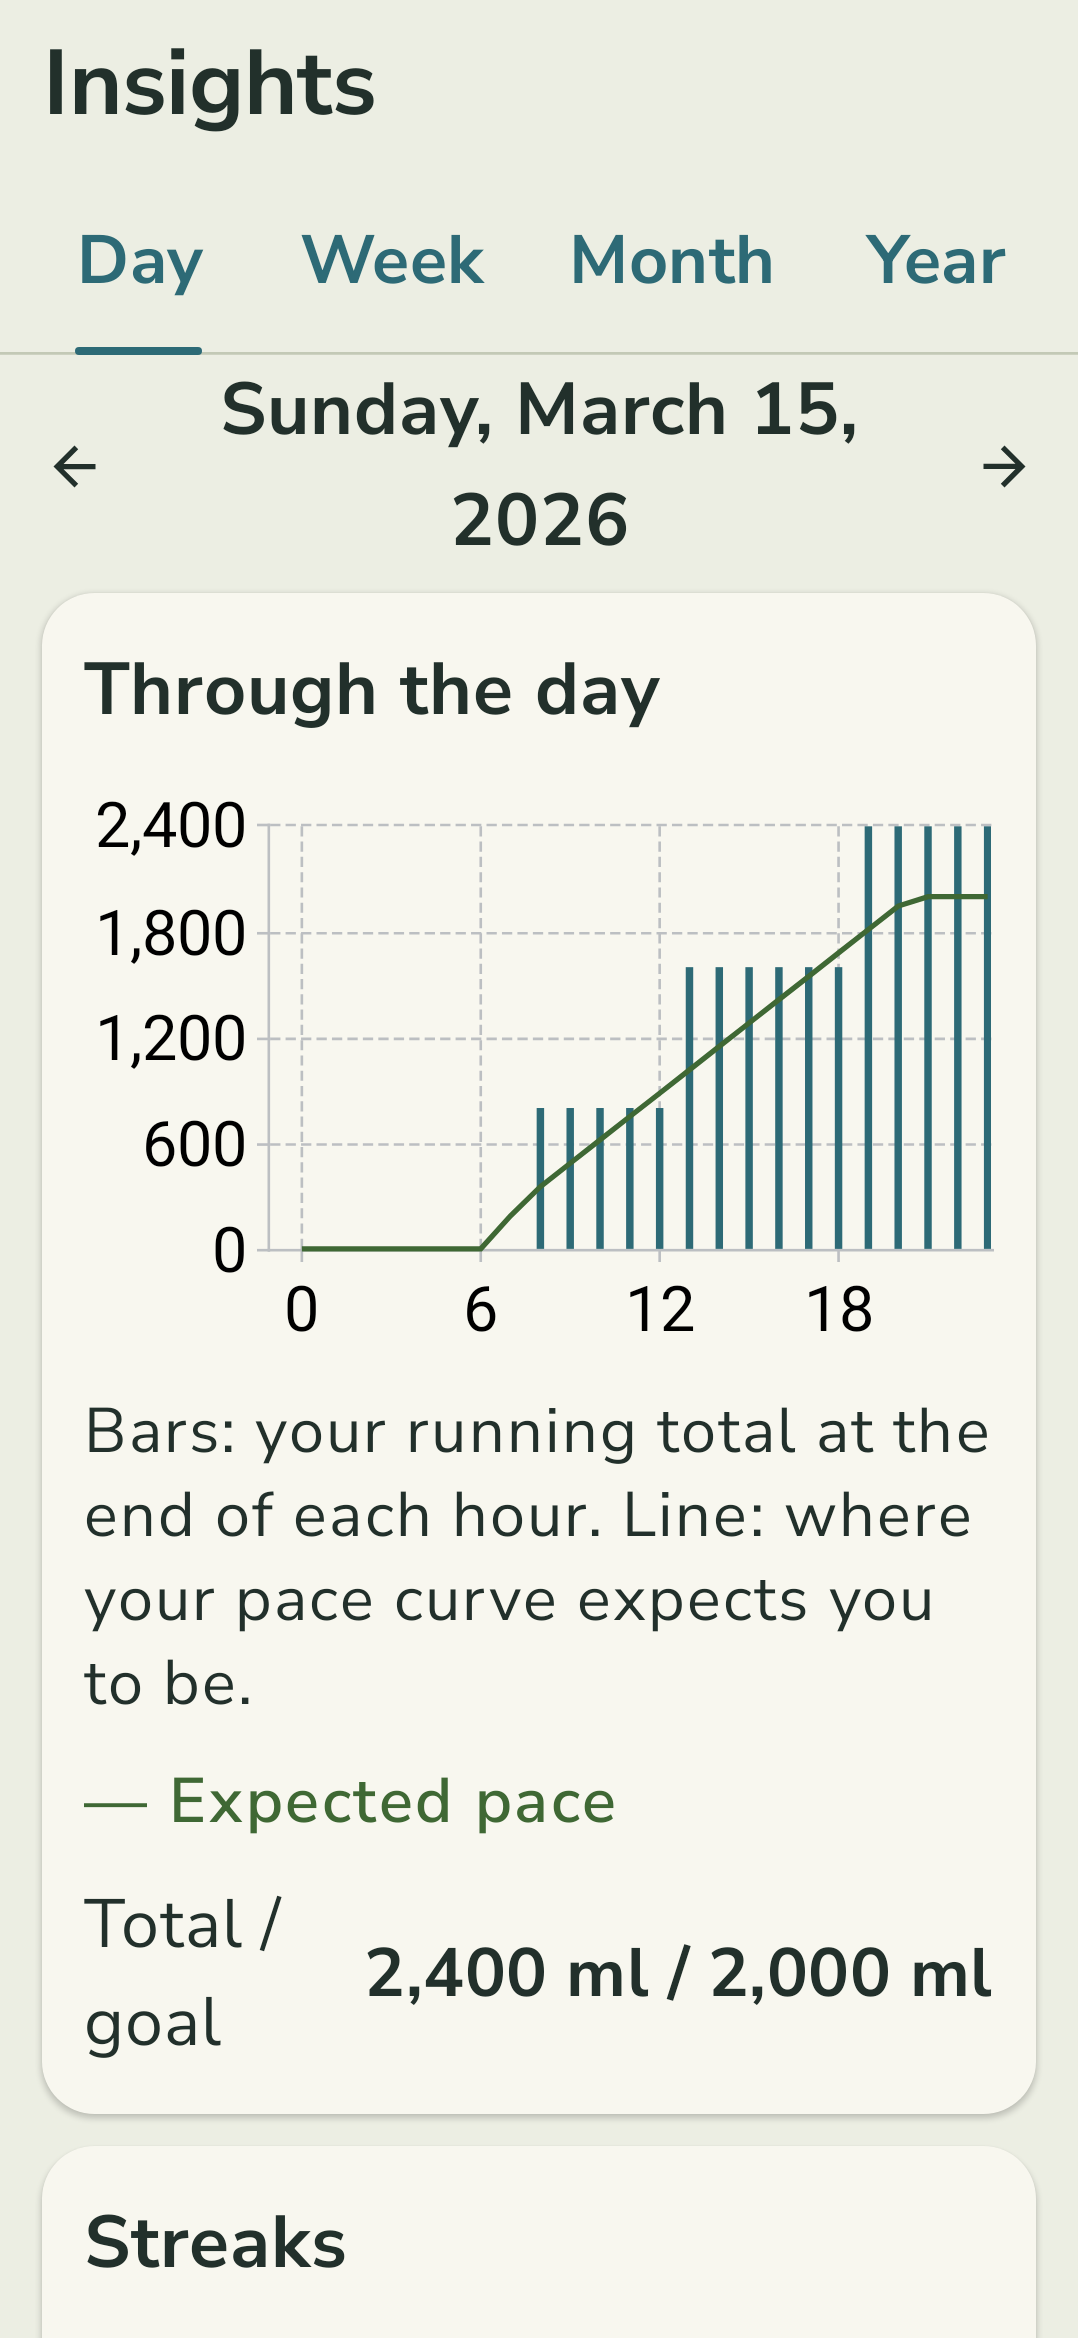 Insights
Day Week Month Year
Sunday, March 15,
2026
Through the day
2,400
1,800
1,200
600
0
0 6 12 18
Bars: your running total at the
end of each hour. Line: where
your pace curve expects you
to be.
— Expected pace
Total /
goal
2,400 ml / 2,000 ml
Streaks